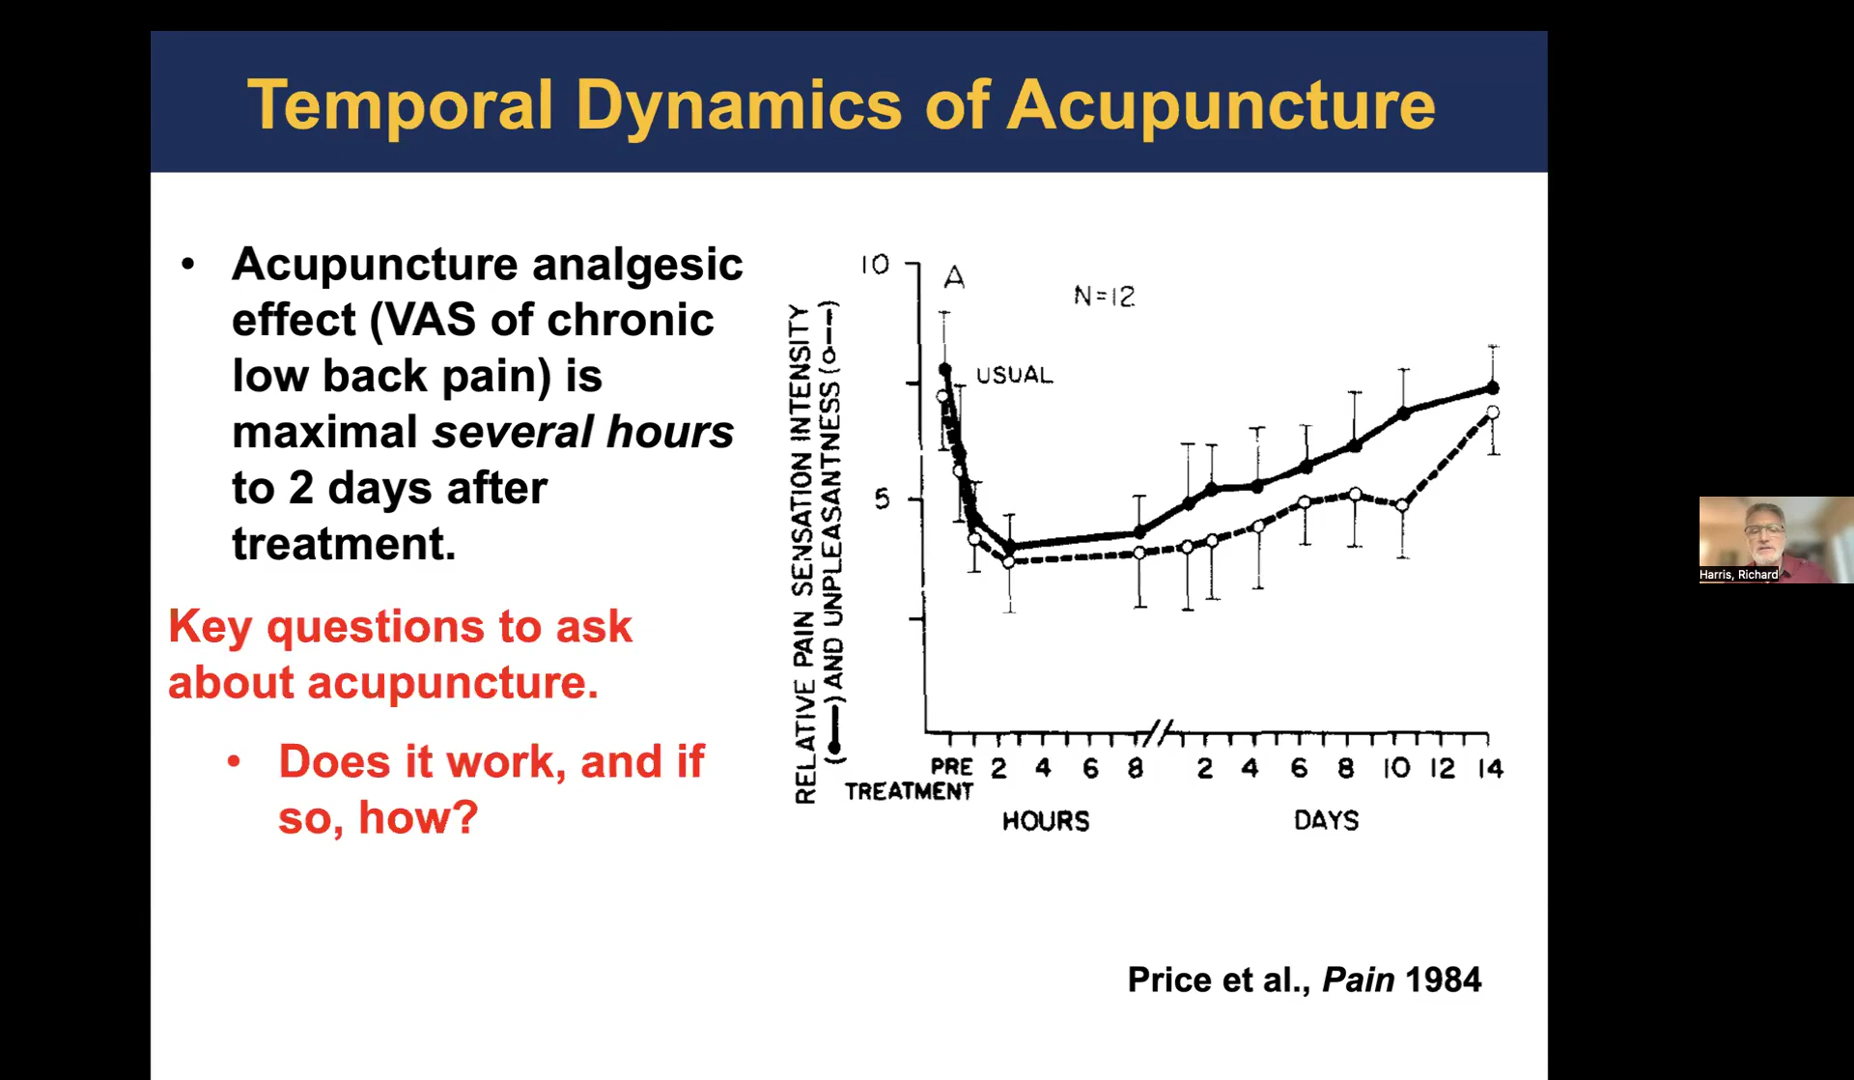 Temporal Dynamics of Acupuncture
• Acupuncture analgesic
effect (VAS of chronic
low back pain) is
maximal several hours
to 2 days after
treatment.
Key questions to ask
about acupuncture.
• Does it work, and if
so, how?
RELATIVE PAIN SENSATION INTENSITY
(●—) AND UNPLEASANTNESS (o--)
10
5
A
N=12
USUAL
PRE 2 4 6 8 2 4 6 8 10 12 14
TREATMENT
HOURS DAYS
Price et al., Pain 1984
Harris, Richard